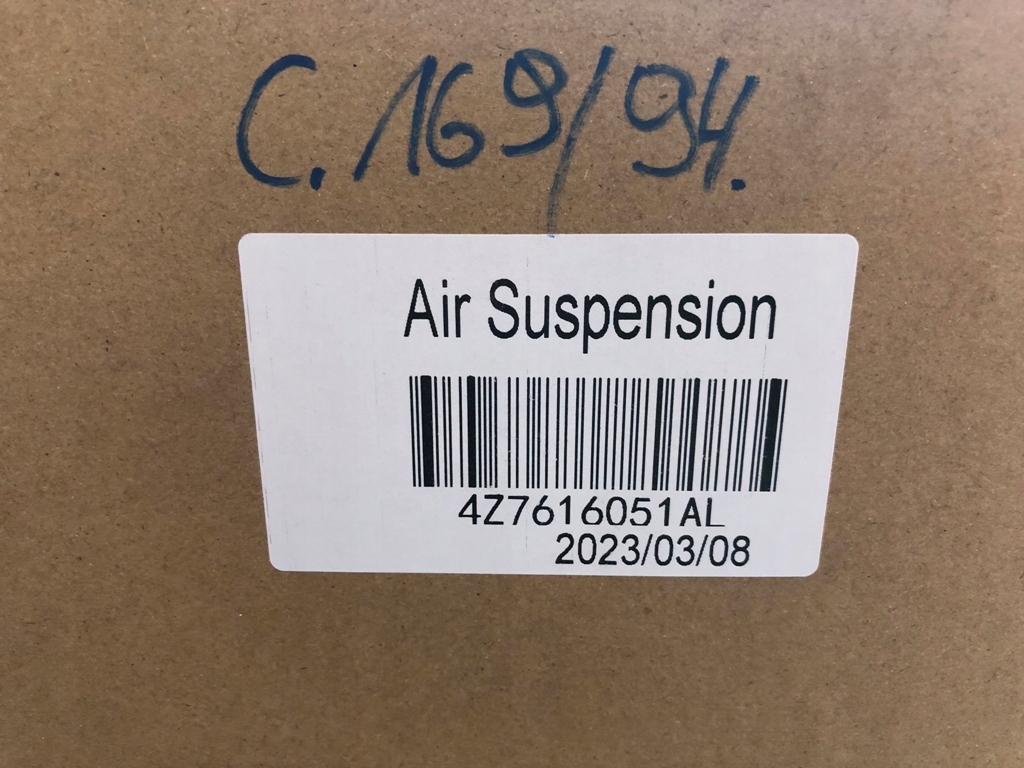 C.169/94.
Air Suspension
4Z7616051AL
2023/03/08